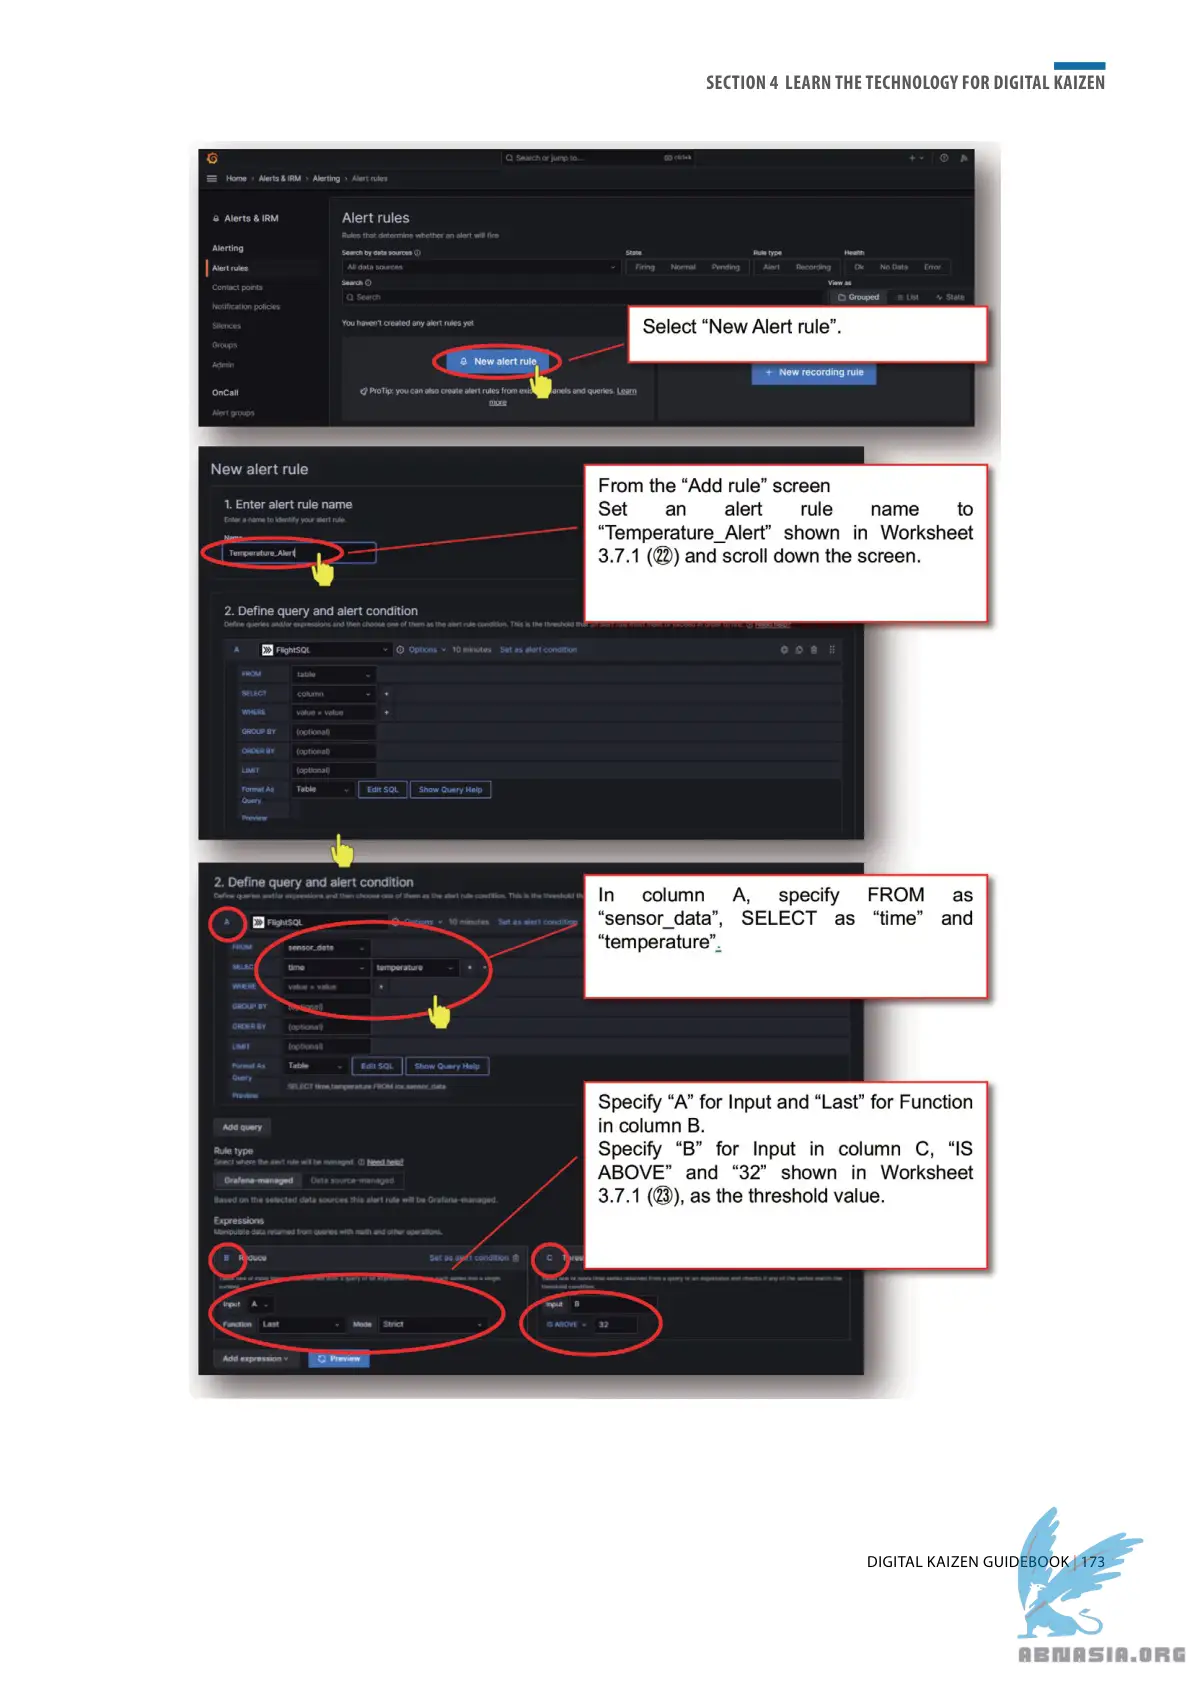 SECTION 4 LEARN THE TECHNOLOGY FOR DIGITAL KAIZEN
Search or jump to...
Home › Alerts & IRM › Alerting › Alert rules
Alerts & IRM
Alerting
Alert rules
Contact points
Notification policies
Silences
Groups
Admin
OnCall
Alert groups
Alert rules
Rules that determine whether an alert will fire
Search by data sources
All data sources
State
Firing Normal Pending
Rule type
Alert Recording
Health
Ok No Data Error
Search
Search
View as
Grouped List State
You haven't created any alert rules yet
New alert rule
ProTip: you can also create alert rules from existing panels and queries. Learn
more
New recording rule
Select “New Alert rule”.
New alert rule
1. Enter alert rule name
Enter a name to identify your alert rule.
Name
Temperature_Alert
From the “Add rule” screen
Set an alert rule name to
“Temperature_Alert” shown in Worksheet
3.7.1 (㉒) and scroll down the screen.
2. Define query and alert condition
Define queries and/or expressions and then choose one of them as the alert rule condition. This is the threshold that
A FlightSQL Options 10 minutes Set as alert condition
FROM table
SELECT column +
WHERE value = value +
GROUP BY (optional)
ORDER BY (optional)
LIMIT (optional)
Format As Table Edit SQL Show Query Help
Query
Preview
2. Define query and alert condition
Define queries and/or expressions and then choose one of them as the alert rule condition. This is the threshold
A FlightSQL Options 10 minutes Set as alert condition
FROM sensor_data
SELECT time temperature +
WHERE value = value +
GROUP BY (optional)
ORDER BY (optional)
LIMIT (optional)
Format As Table Edit SQL Show Query Help
Query
Preview
SELECT time,temperature FROM iox.sensor_data
In column A, specify FROM as
“sensor_data”, SELECT as “time” and
“temperature”.
Add query
Rule type
Select where the alert rule will be managed. Need help?
Grafana-managed Data source-managed
Based on the selected data sources this alert rule will be Grafana-managed.
Expressions
Manipulate data returned from queries with math and other operations.
Specify “A” for Input and “Last” for Function
in column B.
Specify “B” for Input in column C, “IS
ABOVE” and “32” shown in Worksheet
3.7.1 (㉓), as the threshold value.
B Reduce Set as alert condition
Input A
Function Last Mode Strict
C
Input B
IS ABOVE 32
Add expression Preview
DIGITAL KAIZEN GUIDEBOOK | 173
ABNASIA.ORG